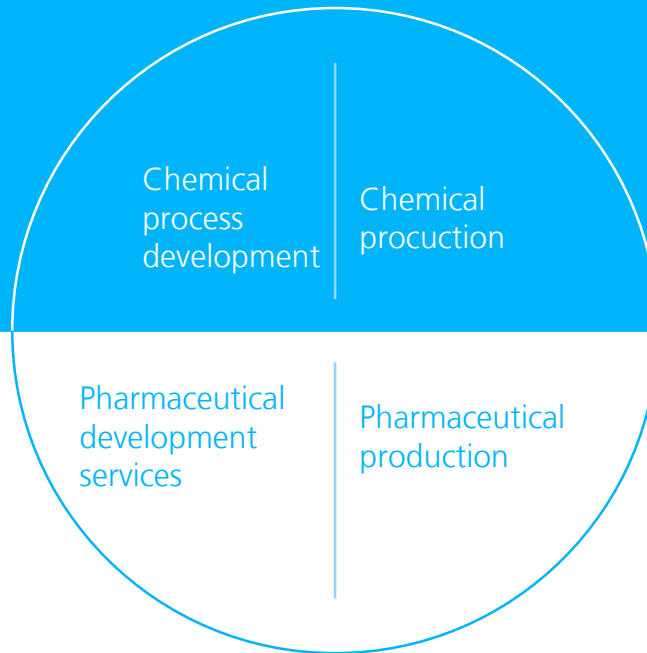 Chemical
process
development
Chemical
procuction
Pharmaceutical
development
services
Pharmaceutical
production